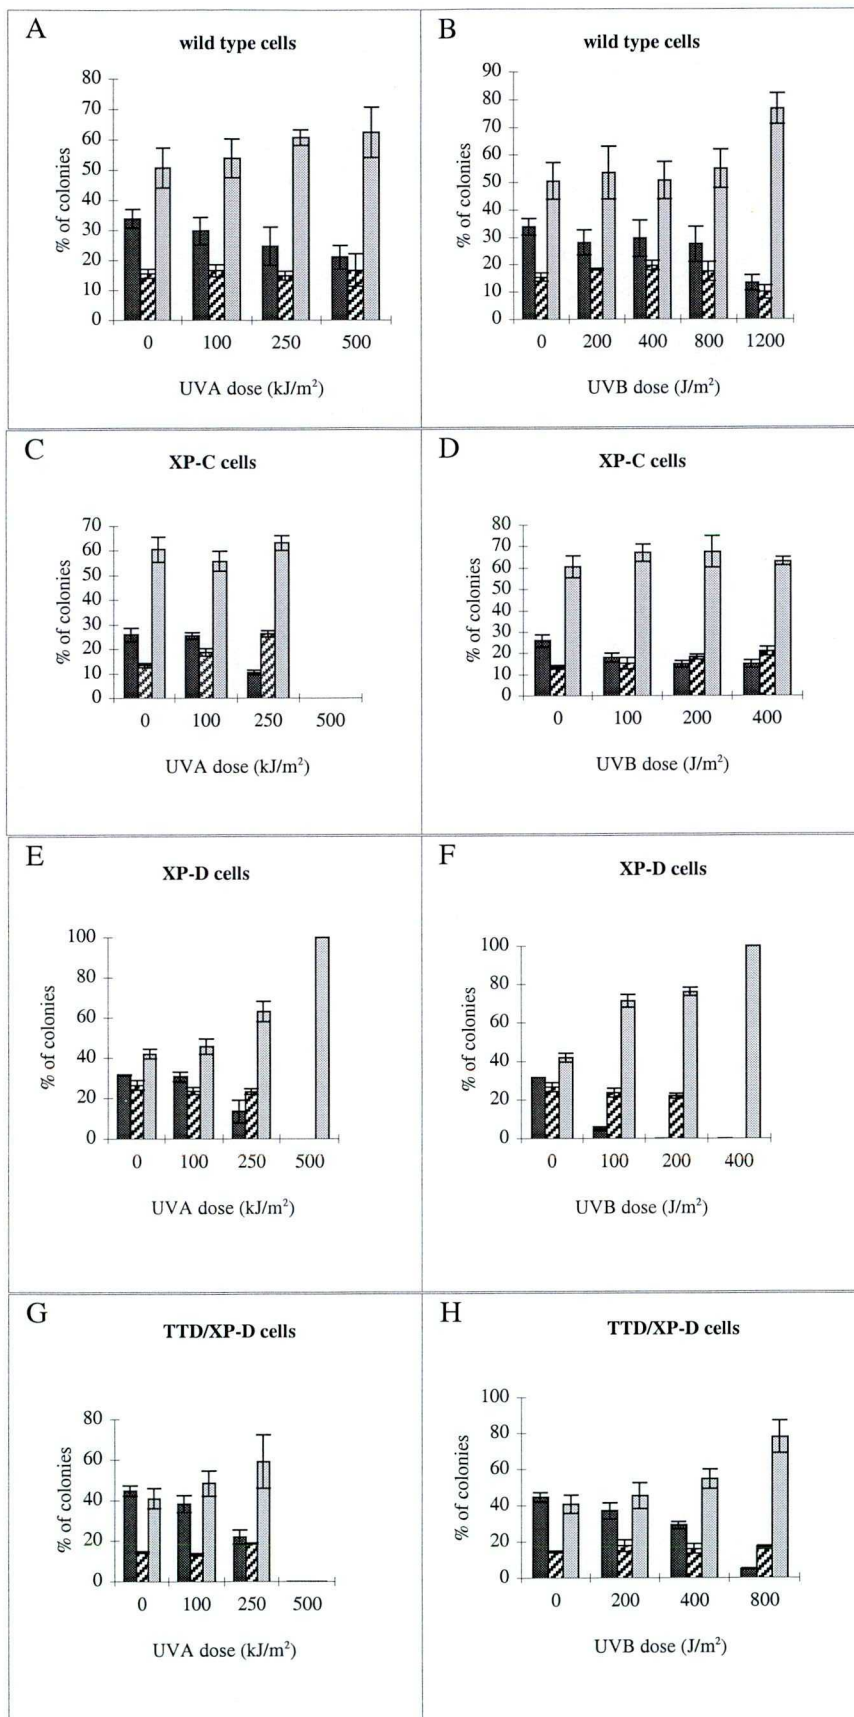 A
wild type cells
% of colonies
80
70
60
50
40
30
20
10
0
0 100 250 500
UVA dose (kJ/m²)
B
wild type cells
% of colonies
90
80
70
60
50
40
30
20
10
0
0 200 400 800 1200
UVB dose (J/m²)
C
XP-C cells
% of colonies
70
60
50
40
30
20
10
0
0 100 250 500
UVA dose (kJ/m²)
D
XP-C cells
% of colonies
80
70
60
50
40
30
20
10
0
0 100 200 400
UVB dose (J/m²)
E
XP-D cells
% of colonies
100
80
60
40
20
0
0 100 250 500
UVA dose (kJ/m²)
F
XP-D cells
% of colonies
100
80
60
40
20
0
0 100 200 400
UVB dose (J/m²)
G
TTD/XP-D cells
% of colonies
80
60
40
20
0
0 100 250 500
UVA dose (kJ/m²)
H
TTD/XP-D cells
% of colonies
100
80
60
40
20
0
0 200 400 800
UVB dose (J/m²)